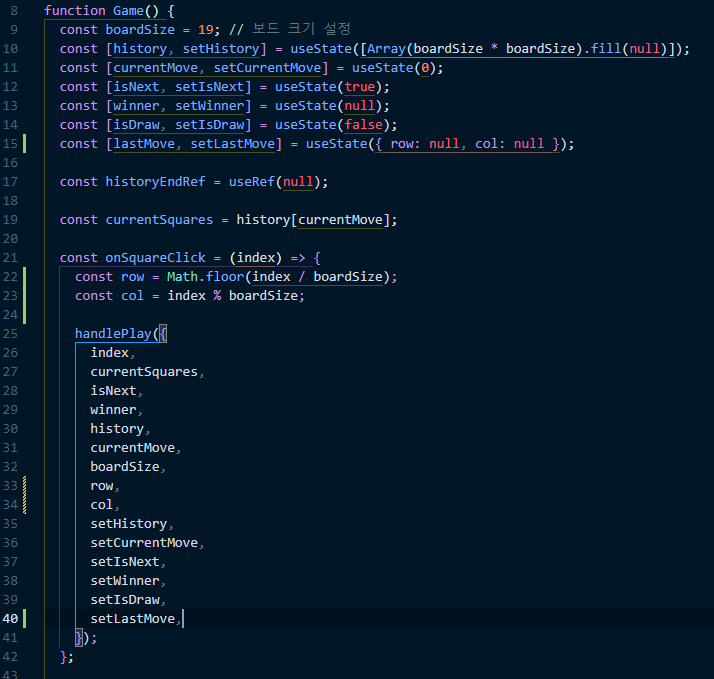 8 function Game() {
9 const boardSize = 19; // 보드 크기 설정
10 const [history, setHistory] = useState([Array(boardSize * boardSize).fill(null)]);
11 const [currentMove, setCurrentMove] = useState(0);
12 const [isNext, setIsNext] = useState(true);
13 const [winner, setWinner] = useState(null);
14 const [isDraw, setIsDraw] = useState(false);
15 const [lastMove, setLastMove] = useState({ row: null, col: null });
16
17 const historyEndRef = useRef(null);
18
19 const currentSquares = history[currentMove];
20
21 const onSquareClick = (index) => {
22 const row = Math.floor(index / boardSize);
23 const col = index % boardSize;
24
25 handlePlay({
26 index,
27 currentSquares,
28 isNext,
29 winner,
30 history,
31 currentMove,
32 boardSize,
33 row,
34 col,
35 setHistory,
36 setCurrentMove,
37 setIsNext,
38 setWinner,
39 setIsDraw,
40 setLastMove,
41 });
42 };
43